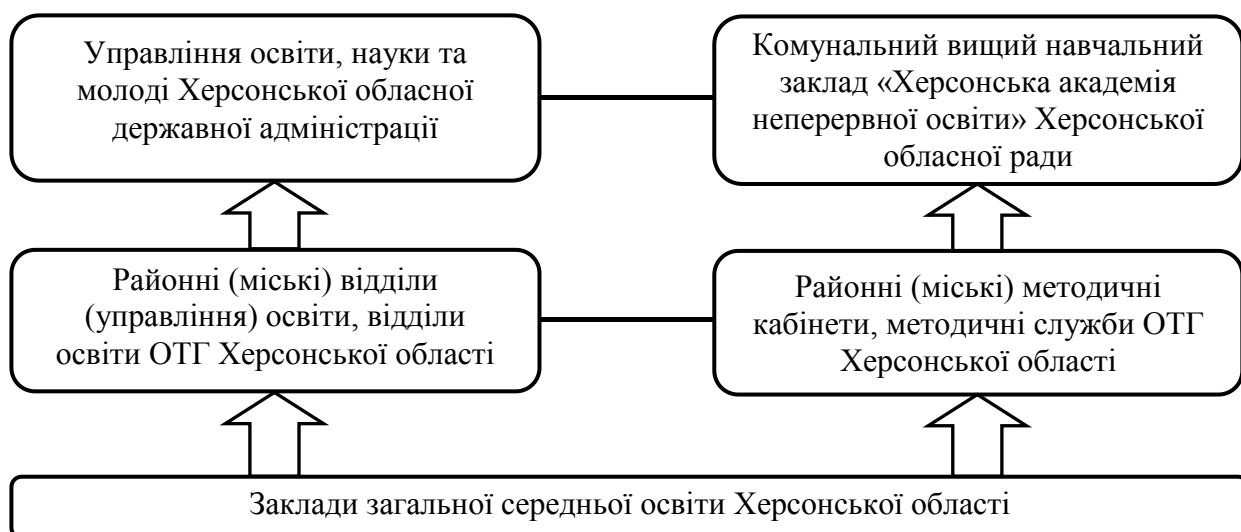 Управління освіти, науки та
молоді Херсонської обласної
державної адміністрації
Комунальний вищий навчальний
заклад «Херсонська академія
неперервної освіти» Херсонської
обласної ради
Районні (міські) відділи
(управління) освіти, відділи
освіти ОТГ Херсонської області
Районні (міські) методичні
кабінети, методичні служби ОТГ
Херсонської області
Заклади загальної середньої освіти Херсонської області